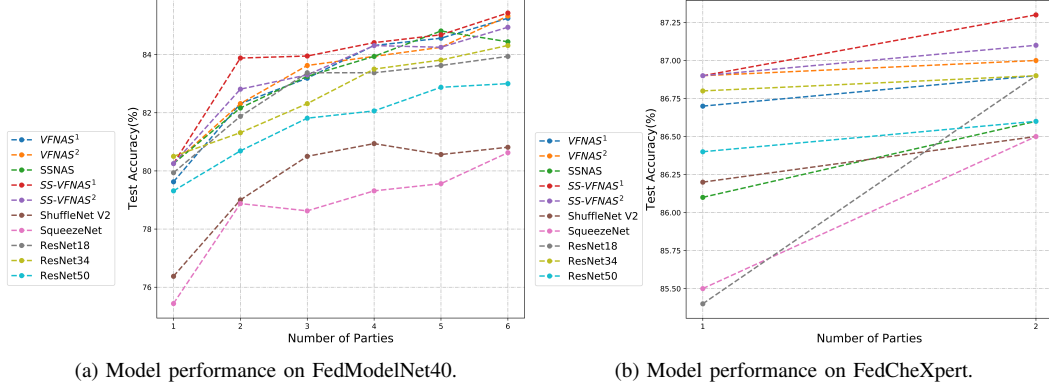 84
82
80
78
76
Test Accuracy(%)
1 2 3 4 5 6
Number of Parties
VFNAS¹
VFNAS²
SSNAS
SS-VFNAS¹
SS-VFNAS²
ShuffleNet V2
SqueezeNet
ResNet18
ResNet34
ResNet50
(a) Model performance on FedModelNet40.
87.25
87.00
86.75
86.50
86.25
86.00
85.75
85.50
Test Accuracy(%)
1 2
Number of Parties
VFNAS¹
VFNAS²
SSNAS
SS-VFNAS¹
SS-VFNAS²
ShuffleNet V2
SqueezeNet
ResNet18
ResNet34
ResNet50
(b) Model performance on FedCheXpert.